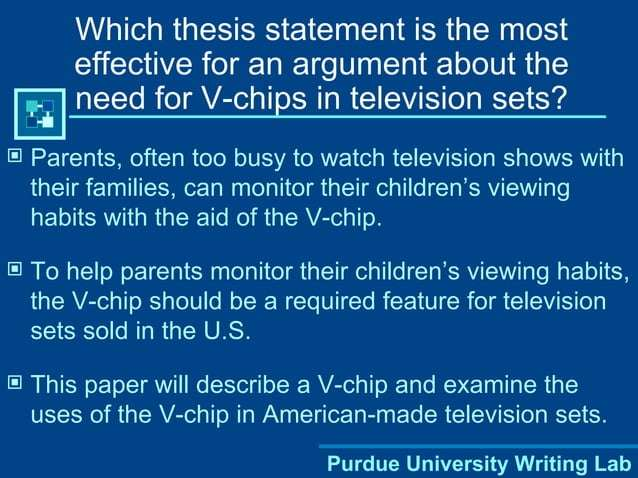 Which thesis statement is the most
effective for an argument about the
need for V-chips in television sets?
Parents, often too busy to watch television shows with
their families, can monitor their children’s viewing
habits with the aid of the V-chip.
To help parents monitor their children’s viewing habits,
the V-chip should be a required feature for television
sets sold in the U.S.
This paper will describe a V-chip and examine the
uses of the V-chip in American-made television sets.
Purdue University Writing Lab